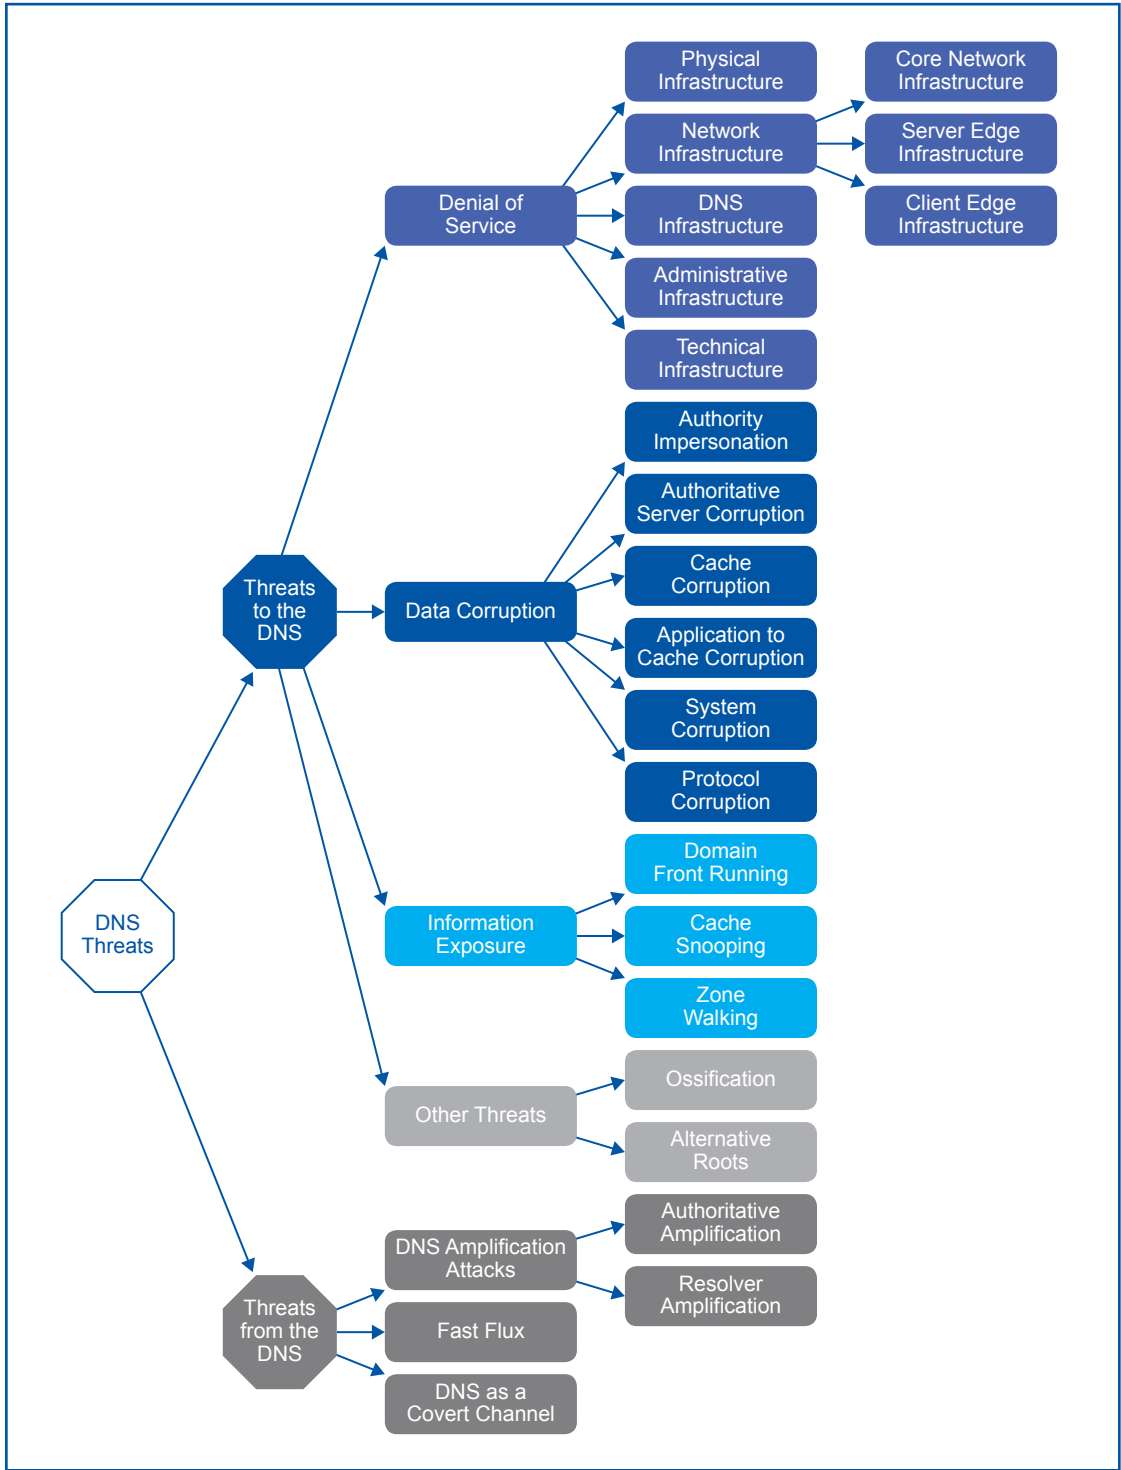 Physical
Infrastructure
Core Network
Infrastructure
Network
Infrastructure
Server Edge
Infrastructure
Denial of
Service
DNS
Infrastructure
Client Edge
Infrastructure
Administrative
Infrastructure
Technical
Infrastructure
Authority
Impersonation
Authoritative
Server Corruption
Cache
Corruption
Threats
to the
DNS
Data Corruption
Application to
Cache Corruption
System
Corruption
Protocol
Corruption
Domain
Front Running
DNS
Threats
Information
Exposure
Cache
Snooping
Zone
Walking
Ossification
Other Threats
Alternative
Roots
Authoritative
Amplification
DNS Amplification
Attacks
Resolver
Amplification
Threats
from the
DNS
Fast Flux
DNS as a
Covert Channel